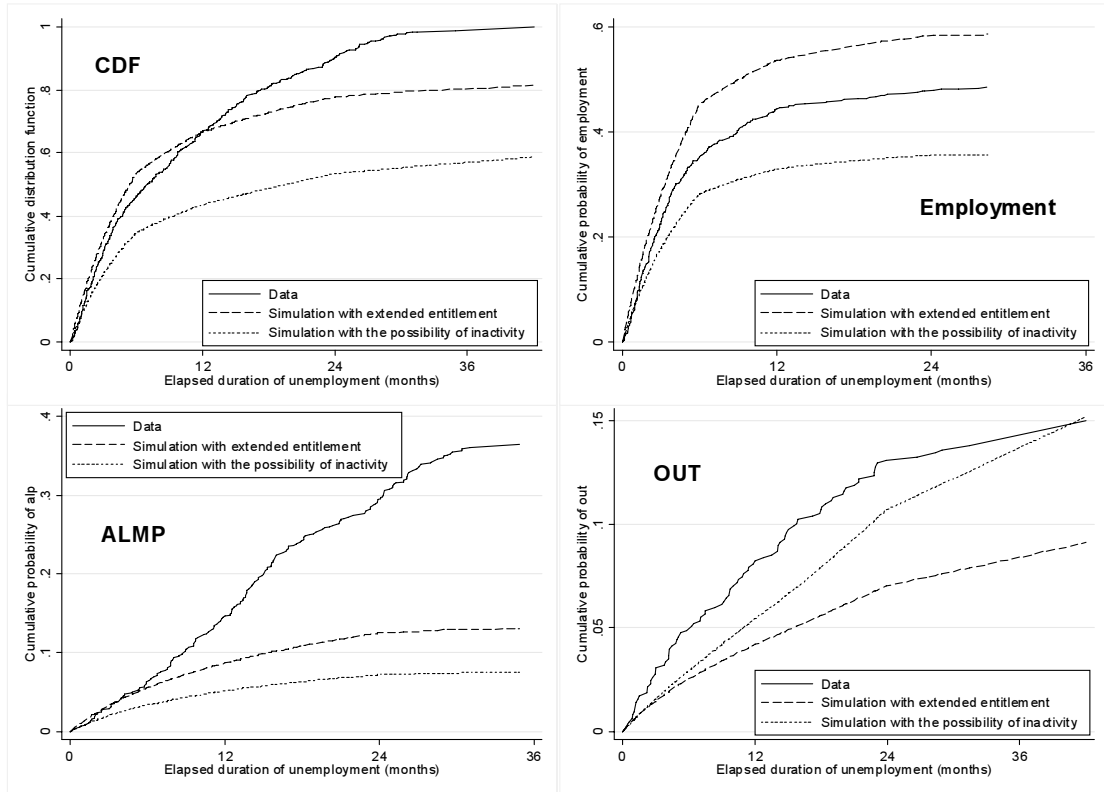 CDF
Cumulative distribution function
0
.2
.4
.6
.8
1
Data
Simulation with extended entitlement
Simulation with the possibility of inactivity
0 12 24 36
Elapsed duration of unemployment (months)
Employment
Cumulative probability of employment
0
.2
.4
.6
Data
Simulation with extended entitlement
Simulation with the possibility of inactivity
0 12 24 36
Elapsed duration of unemployment (months)
Data
Simulation with extended entitlement
Simulation with the possibility of inactivity
ALMP
Cumulative probability of alp
0
.1
.2
.3
.4
0 12 24 36
Elapsed duration of unemployment (months)
OUT
Cumulative probability of out
0
.05
.1
.15
Data
Simulation with extended entitlement
Simulation with the possibility of inactivity
0 12 24 36
Elapsed duration of unemployment (months)